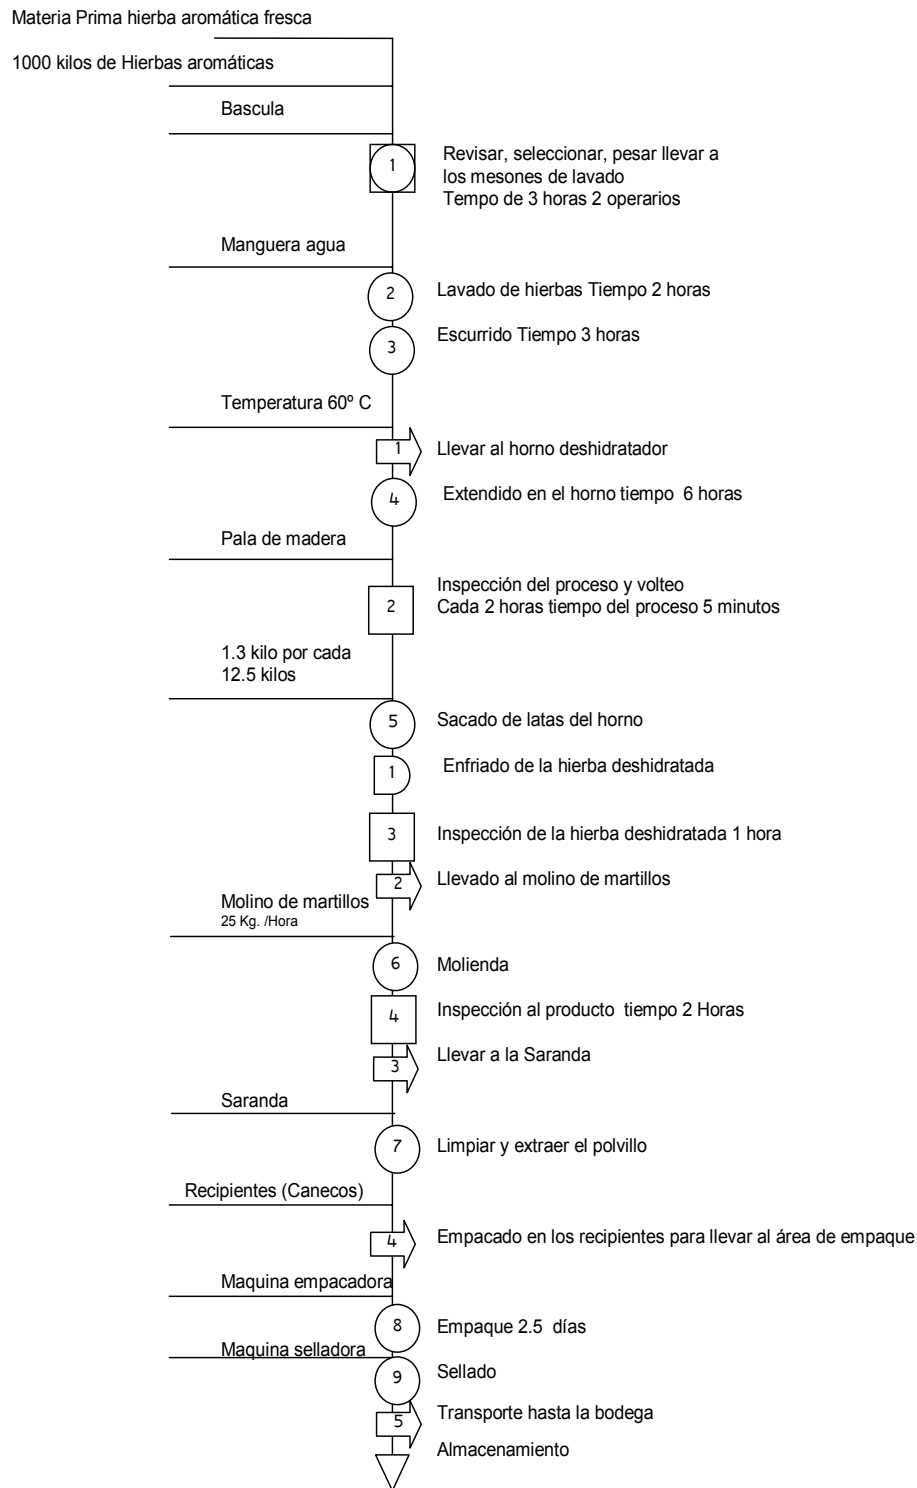 Materia Prima hierba aromática fresca
1000 kilos de Hierbas aromáticas
Bascula
1
Revisar, seleccionar, pesar llevar a
los mesones de lavado
Tempo de 3 horas 2 operarios
Manguera agua
2
Lavado de hierbas Tiempo 2 horas
3
Escurrido Tiempo 3 horas
Temperatura 60º C
1
Llevar al horno deshidratador
4
Extendido en el horno tiempo 6 horas
Pala de madera
2
Inspección del proceso y volteo
Cada 2 horas tiempo del proceso 5 minutos
1.3 kilo por cada
12.5 kilos
5
Sacado de latas del horno
1
Enfriado de la hierba deshidratada
3
Inspección de la hierba deshidratada 1 hora
2
Llevado al molino de martillos
Molino de martillos
25 Kg. /Hora
6
Molienda
4
Inspección al producto tiempo 2 Horas
3
Llevar a la Saranda
Saranda
7
Limpiar y extraer el polvillo
Recipientes (Canecos)
4
Empacado en los recipientes para llevar al área de empaque
Maquina empacadora
8
Empaque 2.5 días
Maquina selladora
9
Sellado
5
Transporte hasta la bodega
Almacenamiento